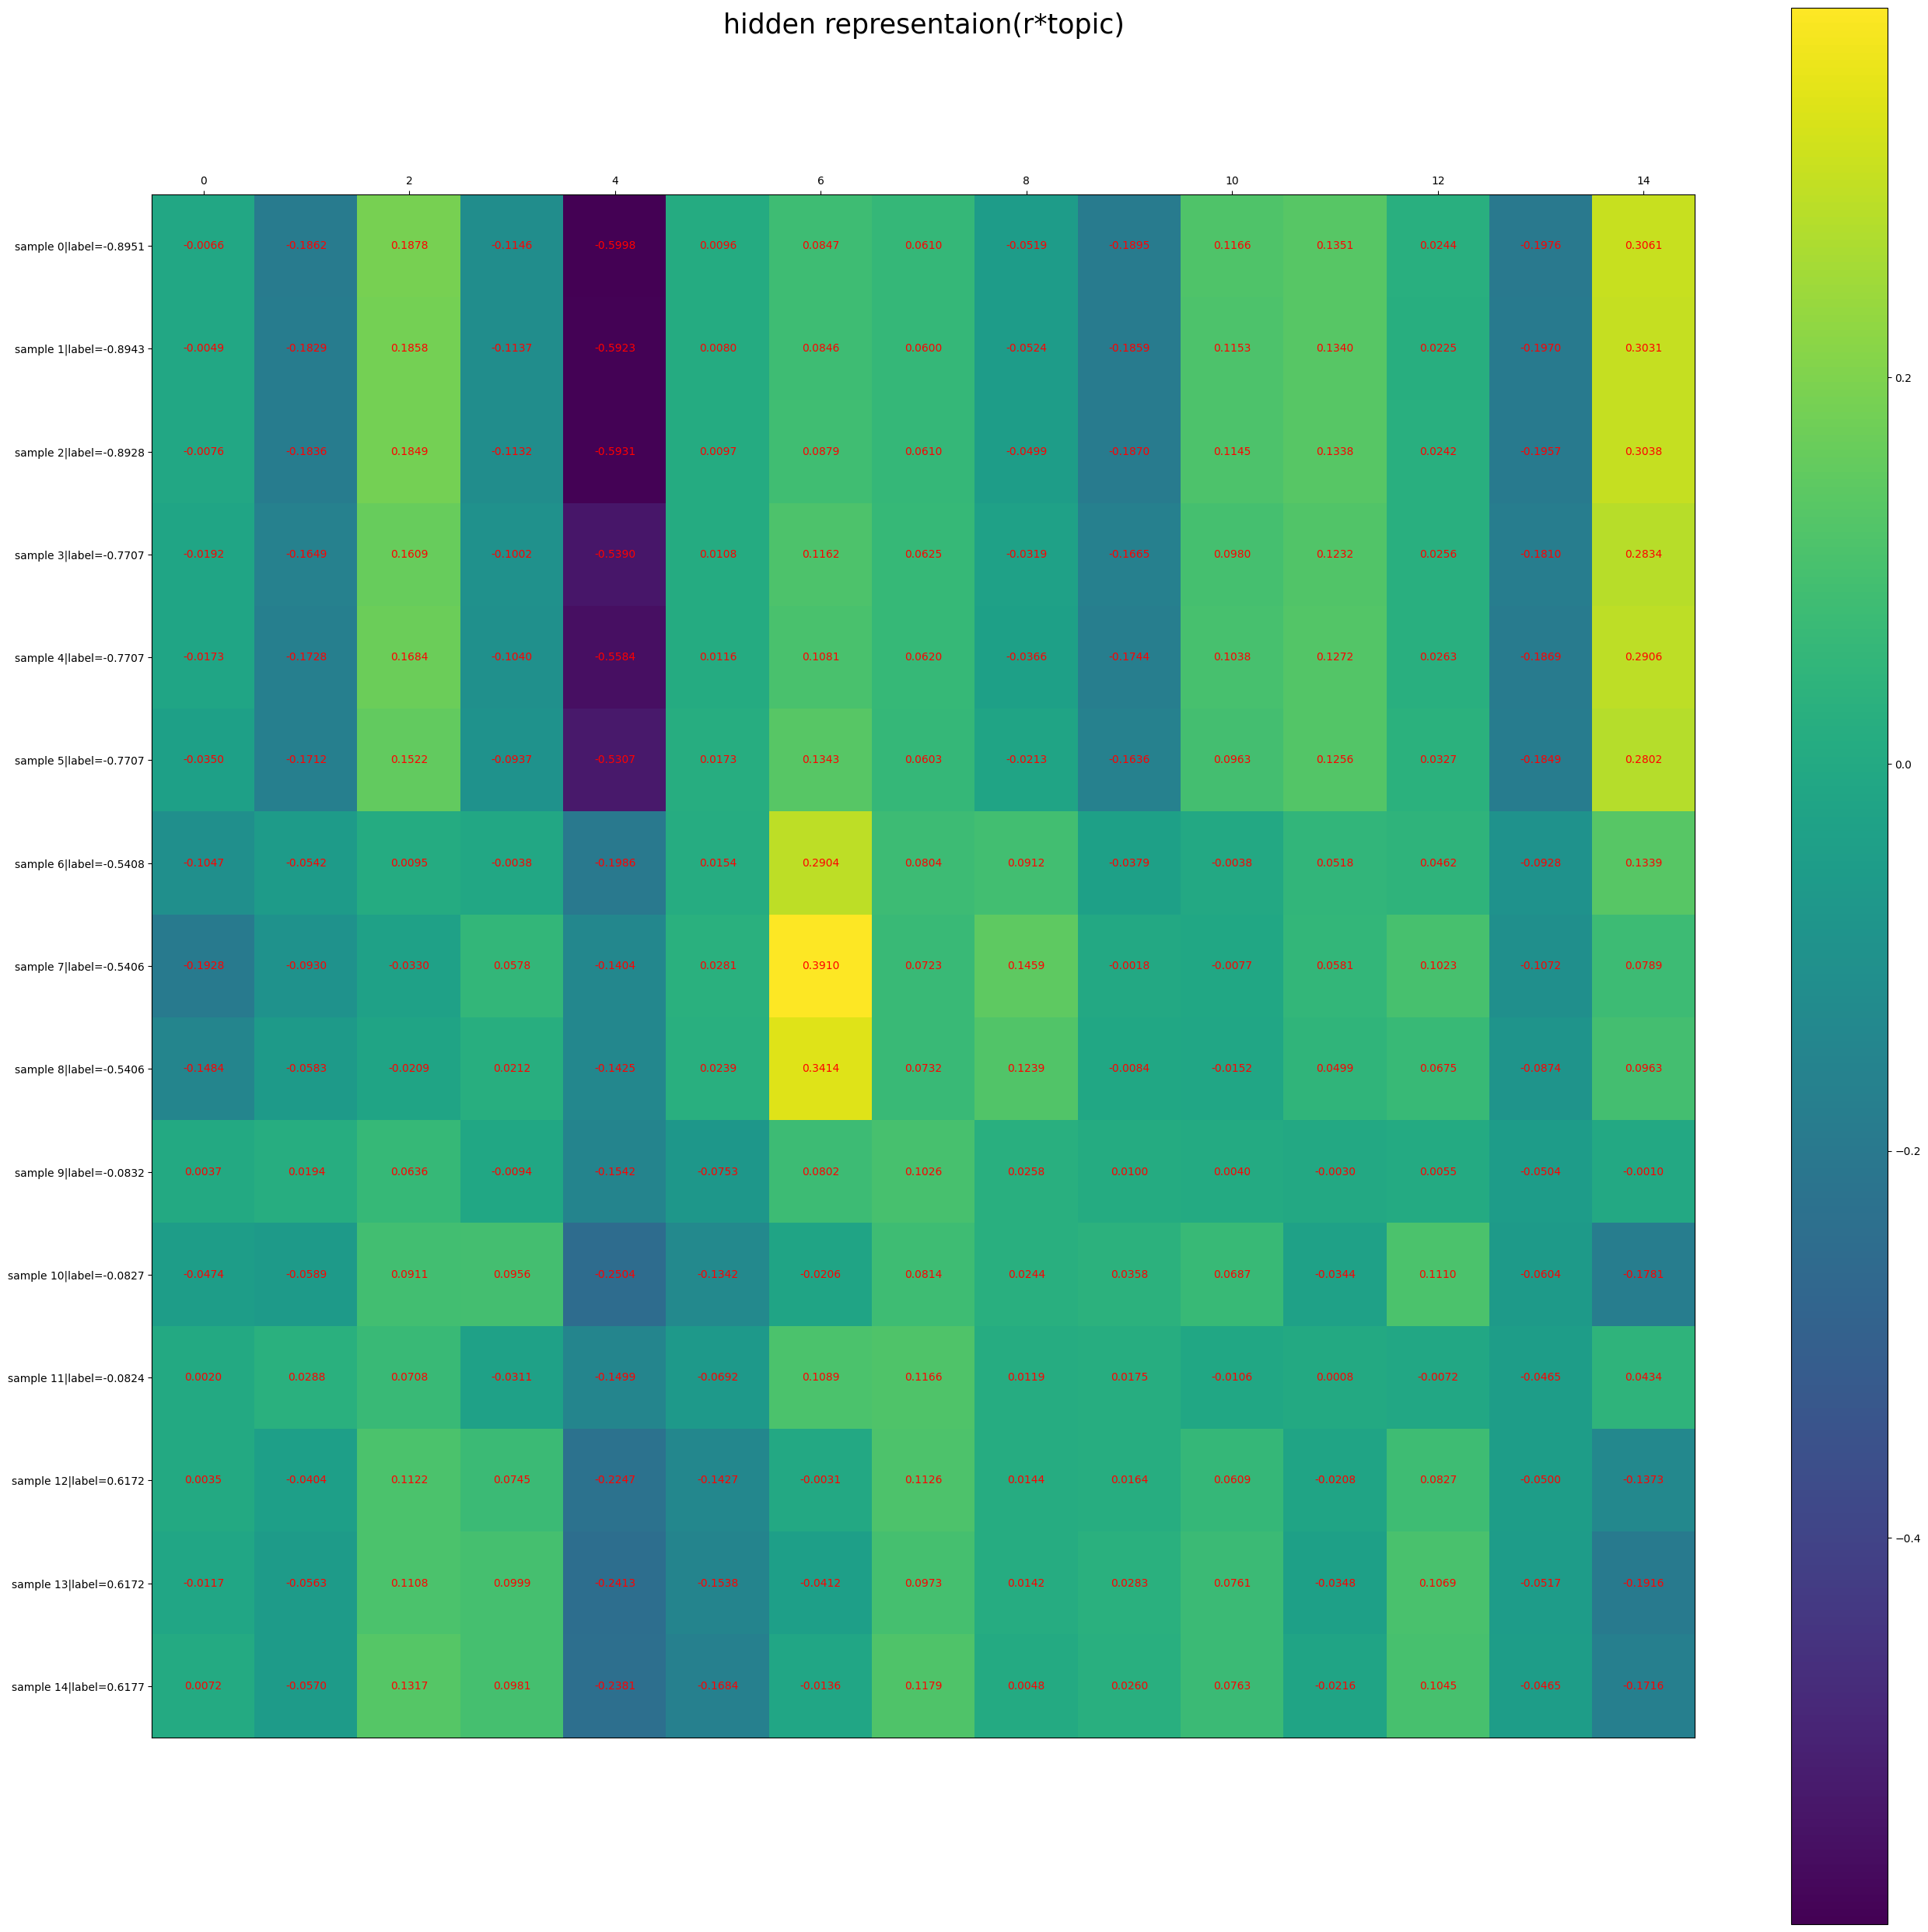 hidden representaion(r*topic)
0 2 4 6 8 10 12 14
sample 0|label=-0.8951 -0.0066 -0.1862 0.1878 -0.1146 -0.5998 0.0096 0.0847 0.0610 -0.0519 -0.1895 0.1166 0.1351 0.0244 -0.1976 0.3061
sample 1|label=-0.8943 -0.0049 -0.1829 0.1858 -0.1137 -0.5923 0.0080 0.0846 0.0600 -0.0524 -0.1859 0.1153 0.1340 0.0225 -0.1970 0.3031
sample 2|label=-0.8928 -0.0076 -0.1836 0.1849 -0.1132 -0.5931 0.0097 0.0879 0.0610 -0.0499 -0.1870 0.1145 0.1338 0.0242 -0.1957 0.3038
sample 3|label=-0.7707 -0.0192 -0.1649 0.1609 -0.1002 -0.5390 0.0108 0.1162 0.0625 -0.0319 -0.1665 0.0980 0.1232 0.0256 -0.1810 0.2834
sample 4|label=-0.7707 -0.0173 -0.1728 0.1684 -0.1040 -0.5584 0.0116 0.1081 0.0620 -0.0366 -0.1744 0.1038 0.1272 0.0263 -0.1869 0.2906
sample 5|label=-0.7707 -0.0350 -0.1712 0.1522 -0.0937 -0.5307 0.0173 0.1343 0.0603 -0.0213 -0.1636 0.0963 0.1256 0.0327 -0.1849 0.2802
sample 6|label=-0.5408 -0.1047 -0.0542 0.0095 -0.0038 -0.1986 0.0154 0.2904 0.0804 0.0912 -0.0379 -0.0038 0.0518 0.0462 -0.0928 0.1339
sample 7|label=-0.5406 -0.1928 -0.0930 -0.0330 0.0578 -0.1404 0.0281 0.3910 0.0723 0.1459 -0.0018 -0.0077 0.0581 0.1023 -0.1072 0.0789
sample 8|label=-0.5406 -0.1484 -0.0583 -0.0209 0.0212 -0.1425 0.0239 0.3414 0.0732 0.1239 -0.0084 -0.0152 0.0499 0.0675 -0.0874 0.0963
sample 9|label=-0.0832 0.0037 0.0194 0.0636 -0.0094 -0.1542 -0.0753 0.0802 0.1026 0.0258 0.0100 0.0040 -0.0030 0.0055 -0.0504 -0.0010
sample 10|label=-0.0827 -0.0474 -0.0589 0.0911 0.0956 -0.2504 -0.1342 -0.0206 0.0814 0.0244 0.0358 0.0687 -0.0344 0.1110 -0.0604 -0.1781
sample 11|label=-0.0824 0.0020 0.0288 0.0708 -0.0311 -0.1499 -0.0692 0.1089 0.1166 0.0119 0.0175 -0.0106 0.0008 -0.0072 -0.0465 0.0434
sample 12|label=0.6172 0.0035 -0.0404 0.1122 0.0745 -0.2247 -0.1427 -0.0031 0.1126 0.0144 0.0164 0.0609 -0.0208 0.0827 -0.0500 -0.1373
sample 13|label=0.6172 -0.0117 -0.0563 0.1108 0.0999 -0.2413 -0.1538 -0.0412 0.0973 0.0142 0.0283 0.0761 -0.0348 0.1069 -0.0517 -0.1916
sample 14|label=0.6177 0.0072 -0.0570 0.1317 0.0981 -0.2381 -0.1684 -0.0136 0.1179 0.0048 0.0260 0.0763 -0.0216 0.1045 -0.0465 -0.1716
0.2
0.0
−0.2
−0.4